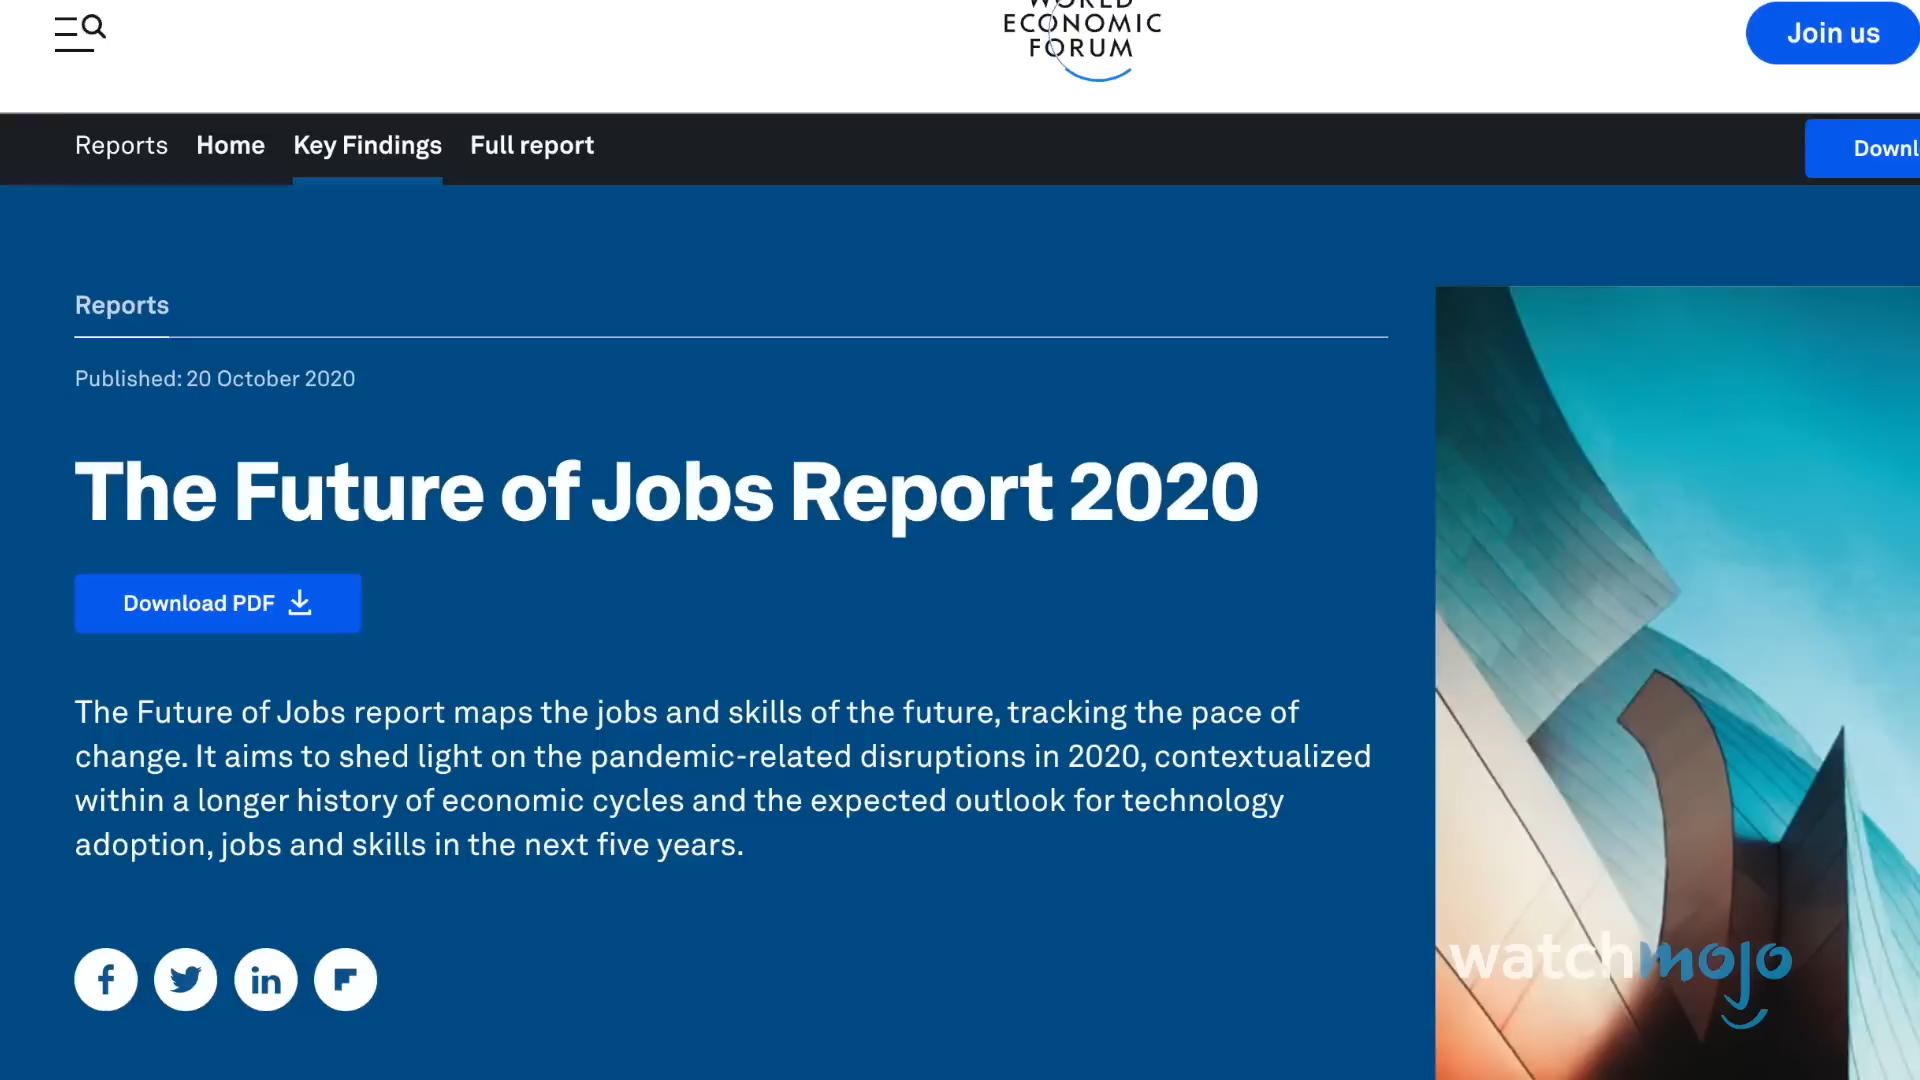 WORLD
ECONOMIC
FORUM
Join us
Reports Home Key Findings Full report
Downl
Reports
Published: 20 October 2020
The Future of Jobs Report 2020
Download PDF
The Future of Jobs report maps the jobs and skills of the future, tracking the pace of
change. It aims to shed light on the pandemic-related disruptions in 2020, contextualized
within a longer history of economic cycles and the expected outlook for technology
adoption, jobs and skills in the next five years.
watchmojo